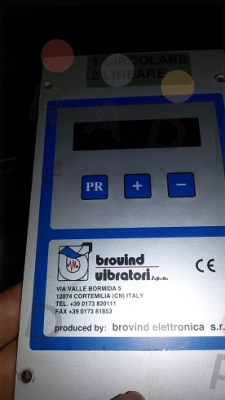 1 CIRCOLARE
2 LINEARE
PR + −
brovind
vibratori s.p.a.
CE
VIA VALLE BORMIDA 5
12074 CORTEMILIA (CN) ITALY
TEL. +39 0173 820111
FAX +39 0173 81853
produced by: brovind elettronica s.r.